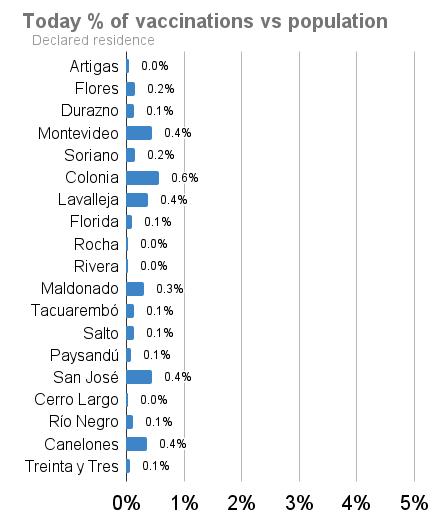 Today % of vaccinations vs population
Declared residence
Artigas 0.0%
Flores 0.2%
Durazno 0.1%
Montevideo 0.4%
Soriano 0.2%
Colonia 0.6%
Lavalleja 0.4%
Florida 0.1%
Rocha 0.0%
Rivera 0.0%
Maldonado 0.3%
Tacuarembó 0.1%
Salto 0.1%
Paysandú 0.1%
San José 0.4%
Cerro Largo 0.0%
Río Negro 0.1%
Canelones 0.4%
Treinta y Tres 0.1%
0% 1% 2% 3% 4% 5%